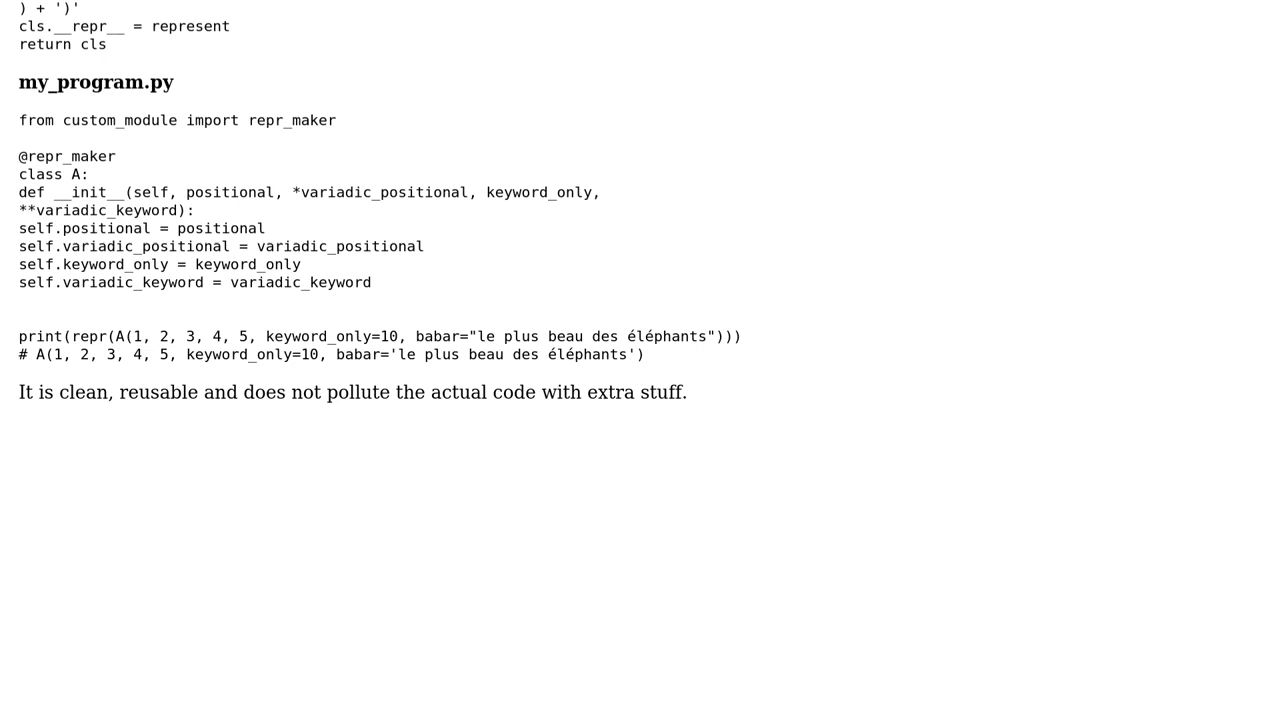 ) + ')'
cls.__repr__ = represent
return cls
my_program.py
from custom_module import repr_maker
@repr_maker
class A:
def __init__(self, positional, *variadic_positional, keyword_only,
**variadic_keyword):
self.positional = positional
self.variadic_positional = variadic_positional
self.keyword_only = keyword_only
self.variadic_keyword = variadic_keyword
print(repr(A(1, 2, 3, 4, 5, keyword_only=10, babar="le plus beau des éléphants")))
# A(1, 2, 3, 4, 5, keyword_only=10, babar='le plus beau des éléphants')
It is clean, reusable and does not pollute the actual code with extra stuff.